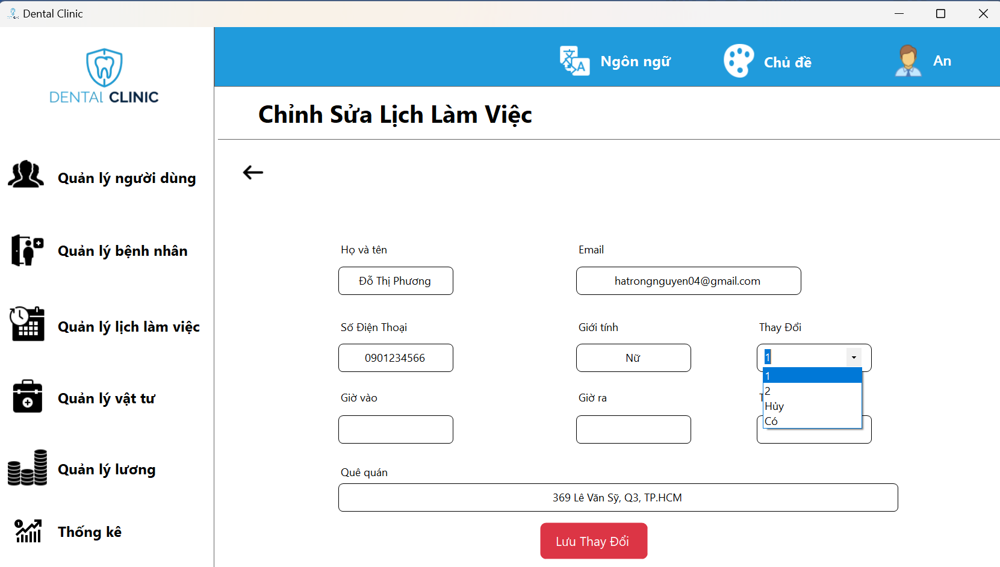 Dental Clinic
DENTAL CLINIC
Ngôn ngữ
Chủ đề
An
Chỉnh Sửa Lịch Làm Việc
Quản lý người dùng
Quản lý bệnh nhân
Quản lý lịch làm việc
Quản lý vật tư
Quản lý lương
Thống kê
Họ và tên
Email
Đỗ Thị Phương
hatrongnguyen04@gmail.com
Số Điện Thoại
Giới tính
Thay Đổi
0901234566
Nữ
1
1
2
Hủy
Có
Giờ vào
Giờ ra
Quê quán
369 Lê Văn Sỹ, Q3, TP.HCM
Lưu Thay Đổi